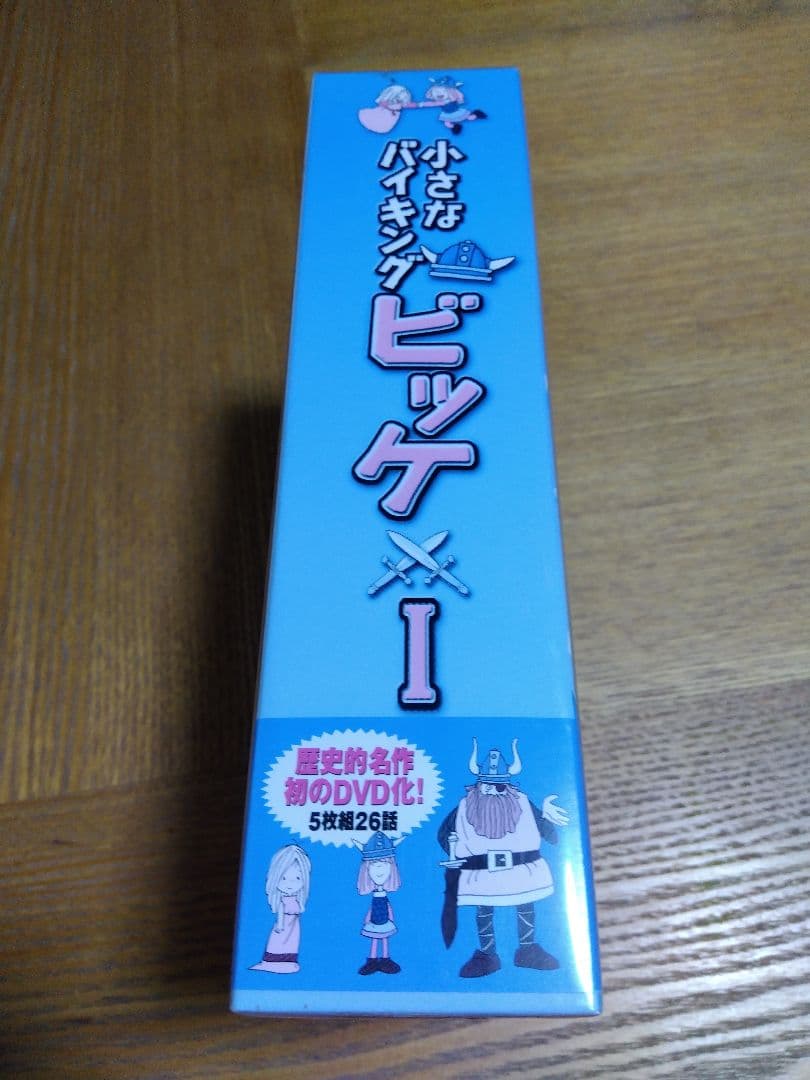 小さな
バイキング
ビッケ
I
歴史的名作
初のDVD化!
5枚組26話